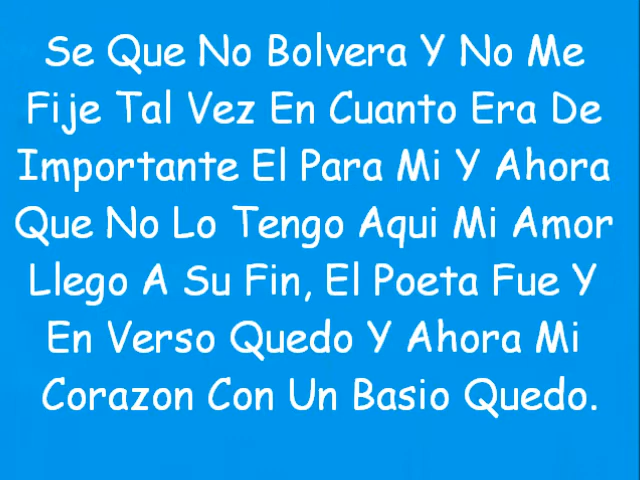 Se Que No Bolvera Y No Me
Fije Tal Vez En Cuanto Era De
Importante El Para Mi Y Ahora
Que No Lo Tengo Aqui Mi Amor
Llego A Su Fin, El Poeta Fue Y
En Verso Quedo Y Ahora Mi
Corazon Con Un Basio Quedo.